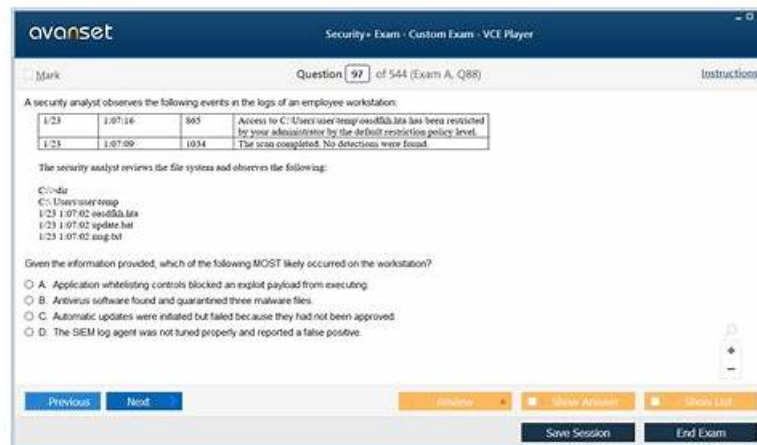 avanset
Security+ Exam - Custom Exam - VCE Player
Mark
Question 97 of 544 (Exam A, Q88)
Instructions
A security analyst observes the following events in the logs of an employee workstation:
1/23 1:07:16 865 Access to C:\Users\user\temp\oasdfkh.hta has been restricted
by your administrator by the default restriction policy level.
1/23 1:07:09 1034 The scan completed. No detections were found.
The security analyst reviews the file system and observes the following:
C:\>dir
C:\ Users\user\temp
1/23 1:07:02 oasdfkh.hta
1/23 1:07:02 update.bat
1/23 1:07:02 msg.txt
Given the information provided, which of the following MOST likely occurred on the workstation?
A. Application whitelisting controls blocked an exploit payload from executing.
B. Antivirus software found and quarantined three malware files.
C. Automatic updates were initiated but failed because they had not been approved.
D. The SIEM log agent was not tuned properly and reported a false positive.
Previous
Next
Review
Show Answer
Show List
Save Session
End Exam